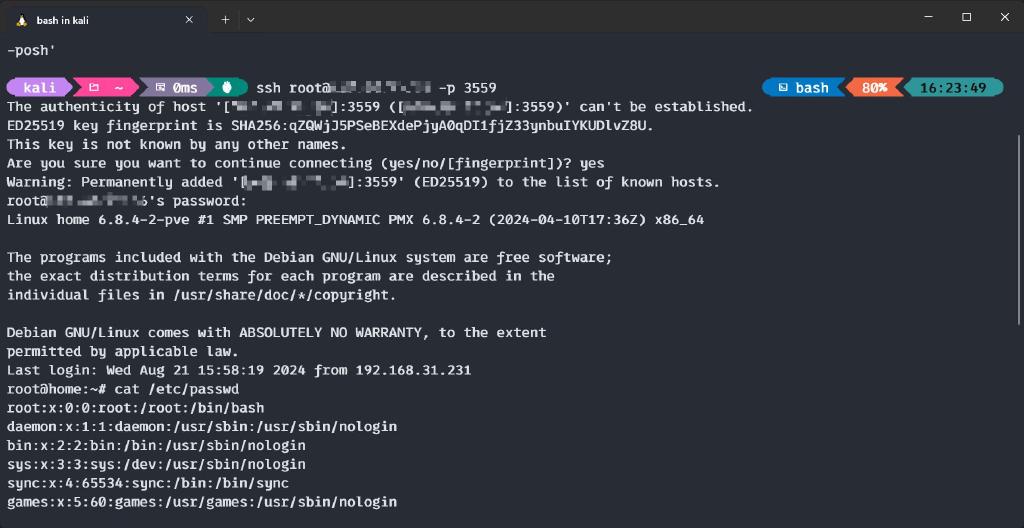 bash in kali
-posh'
kali ~ 0ms ssh root@ -p 3559 bash 80% 16:23:49
The authenticity of host '[ ]:3559 ([ ]:3559)' can't be established.
ED25519 key fingerprint is SHA256:qZQWjJ5PSeBEXdePjyA0qDI1fjZ33ynbuIYKUDlvZ8U.
This key is not known by any other names.
Are you sure you want to continue connecting (yes/no/[fingerprint])? yes
Warning: Permanently added '[ ]:3559' (ED25519) to the list of known hosts.
root@ 's password:
Linux home 6.8.4-2-pve #1 SMP PREEMPT_DYNAMIC PMX 6.8.4-2 (2024-04-10T17:36Z) x86_64
The programs included with the Debian GNU/Linux system are free software;
the exact distribution terms for each program are described in the
individual files in /usr/share/doc/*/copyright.
Debian GNU/Linux comes with ABSOLUTELY NO WARRANTY, to the extent
permitted by applicable law.
Last login: Wed Aug 21 15:58:19 2024 from 192.168.31.231
root@home:~# cat /etc/passwd
root:x:0:0:root:/root:/bin/bash
daemon:x:1:1:daemon:/usr/sbin:/usr/sbin/nologin
bin:x:2:2:bin:/bin:/usr/sbin/nologin
sys:x:3:3:sys:/dev:/usr/sbin/nologin
sync:x:4:65534:sync:/bin:/bin/sync
games:x:5:60:games:/usr/games:/usr/sbin/nologin